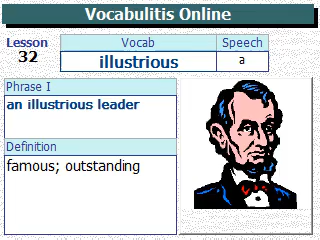 Vocabulitis Online
Lesson Vocab Speech
32 illustrious a
Phrase I
an illustrious leader
Definition
famous; outstanding